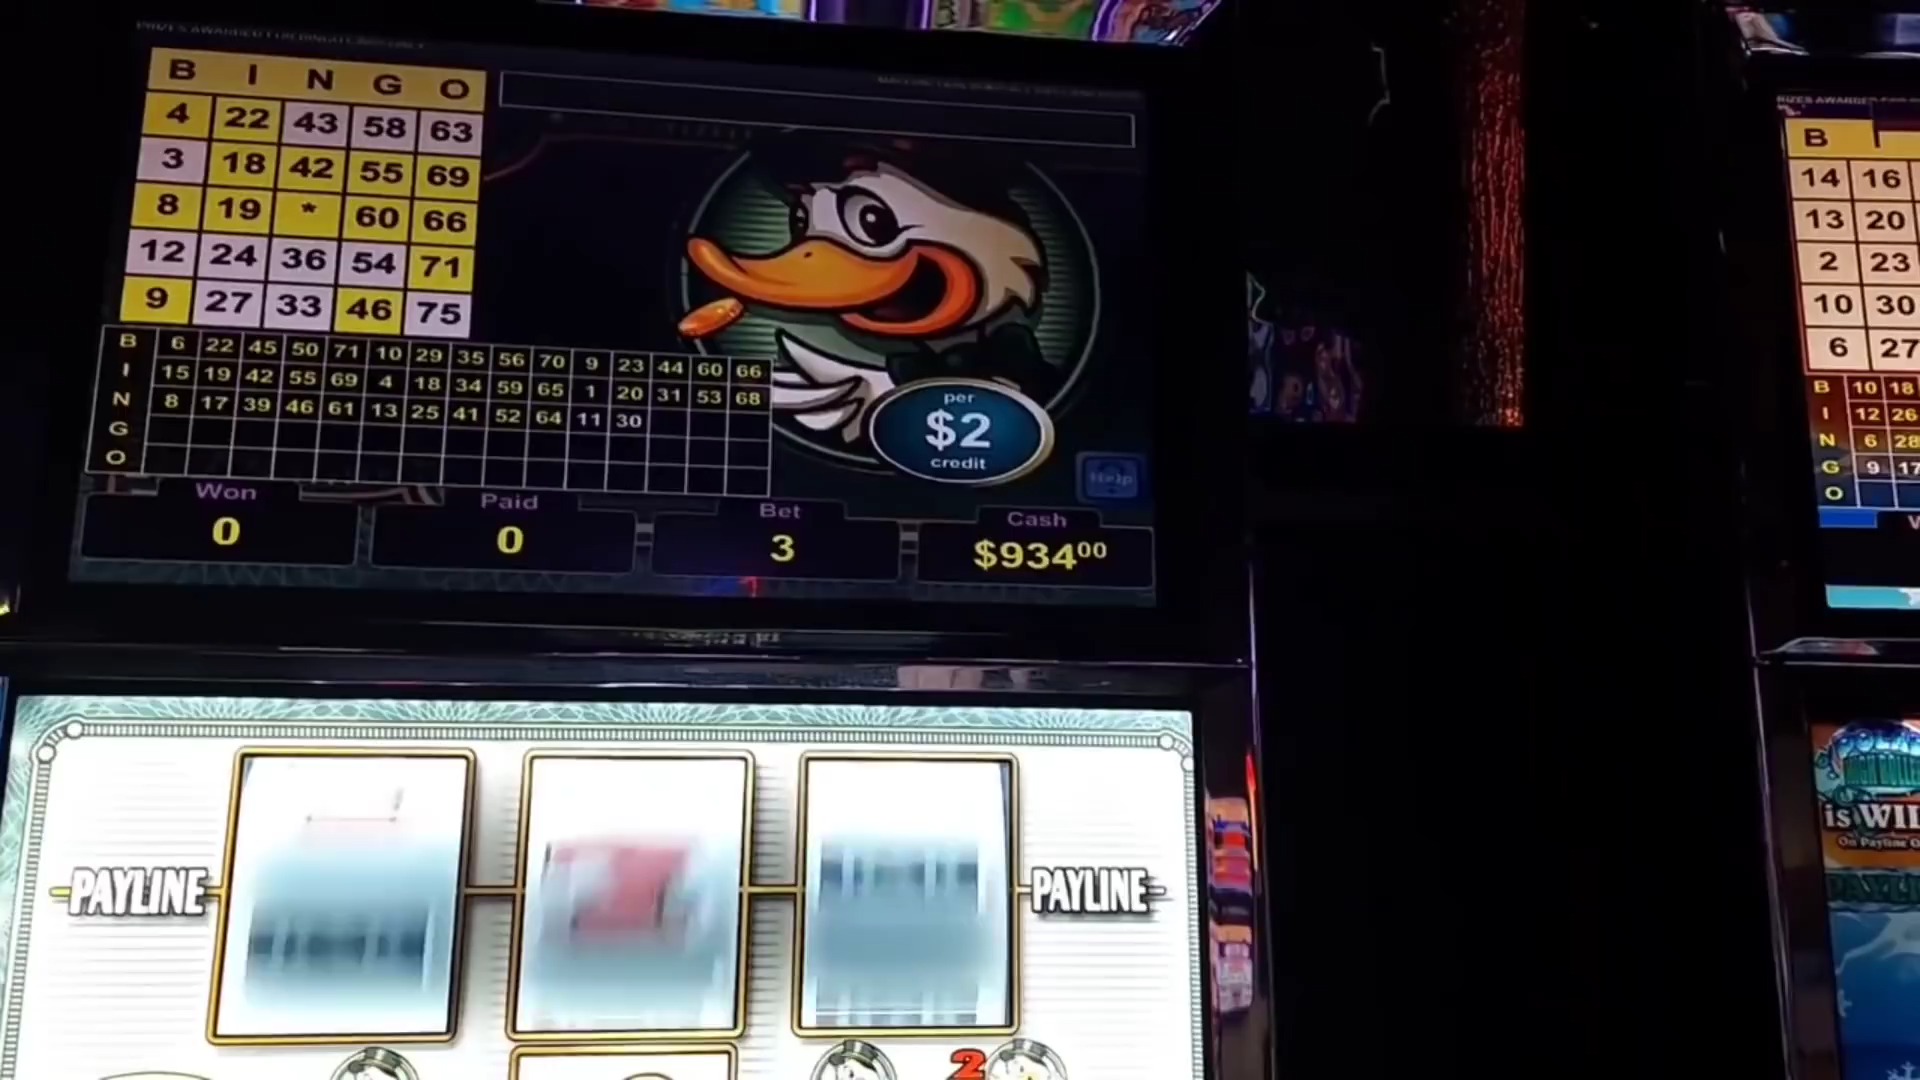 B I N G O
4 22 43 58 63
3 18 42 55 69
8 19 * 60 66
12 24 36 54 71
9 27 33 46 75
B 6 22 45 50 71 10 29 35 56 70 9 23 44 60 66
I 15 19 42 55 69 4 18 34 59 65 1 20 31 53 68
N 8 17 39 46 61 13 25 41 52 64 11 30
G
O
per
$2
credit
Help
Won Paid Bet Cash
0 0 3 $934⁰⁰
PAYLINE PAYLINE
2
B I
14 16
13 20
2 23
10 30
6 27
B 10 18
I 12 26
N 6 28
G 9 17
O
is WIL
On Payline O